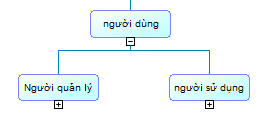 người dùng
Người quản lý
người sử dụng